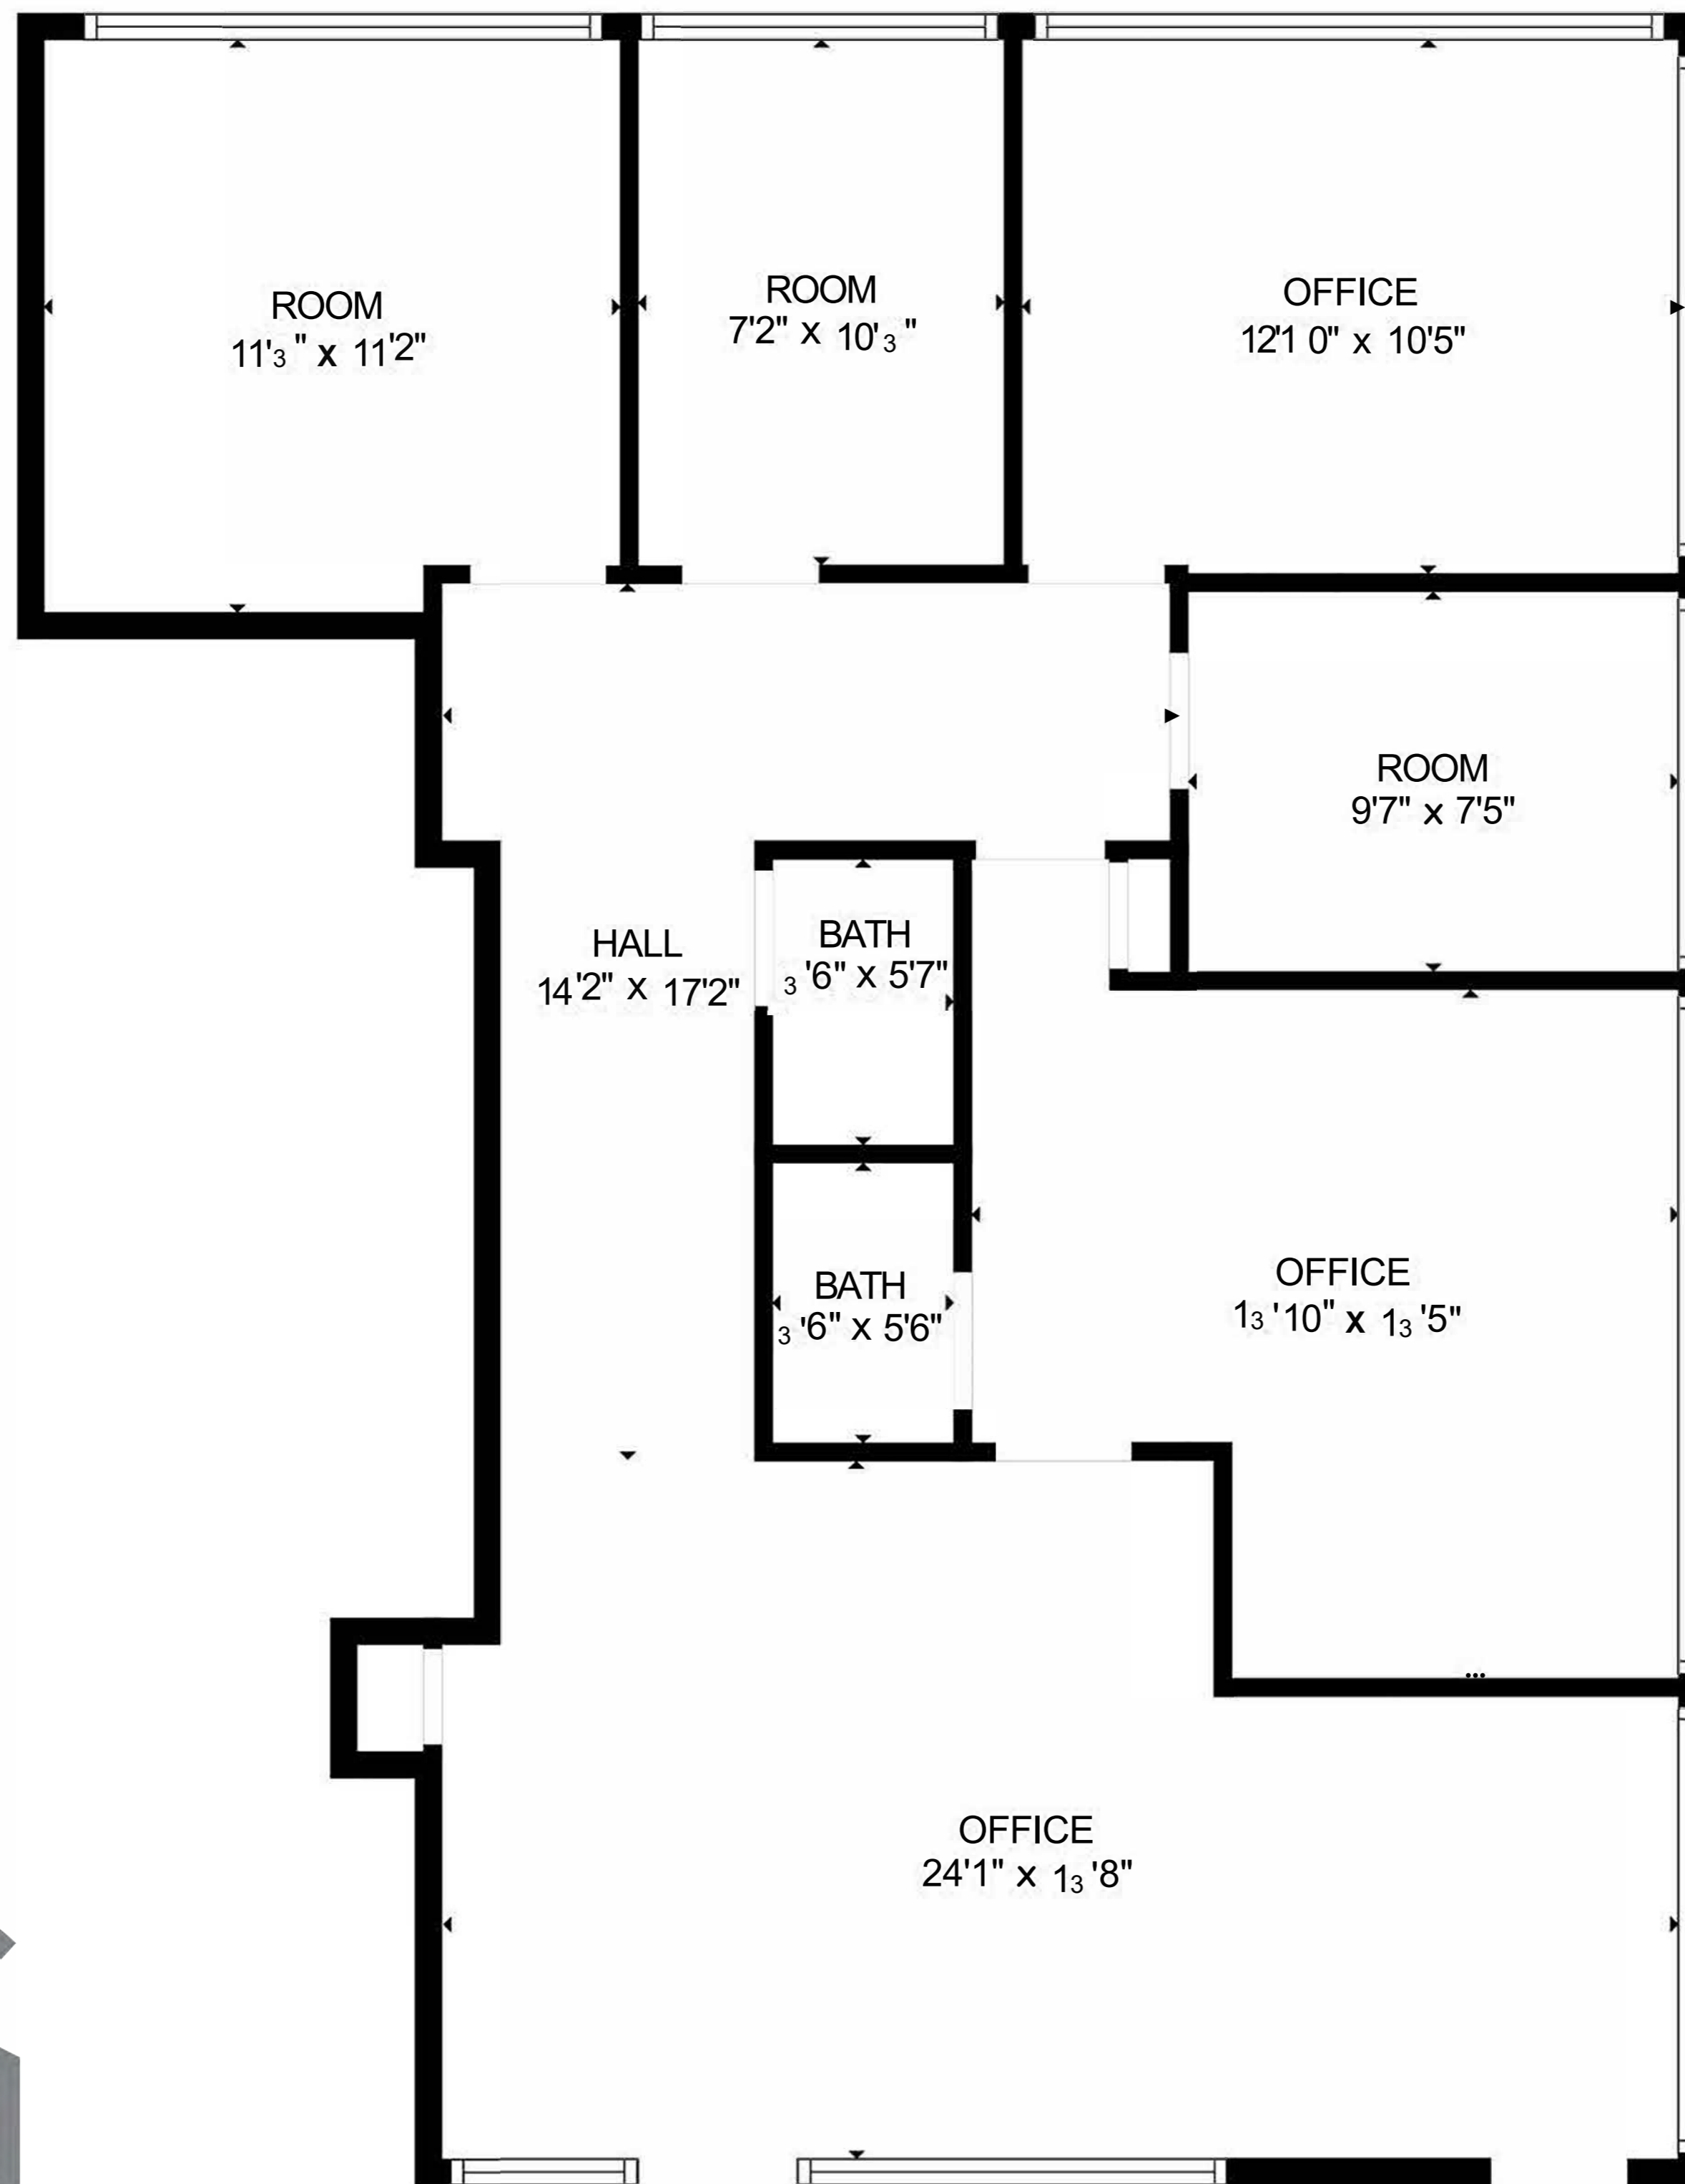 ROOM
11'3" x 11'2"
ROOM
7'2" x 10'3"
OFFICE
12'10" x 10'5"
ROOM
9'7" x 7'5"
HALL
14'2" x 17'2"
BATH
3'6" x 5'7"
BATH
3'6" x 5'6"
OFFICE
13'10" x 13'5"
OFFICE
24'1" x 13'8"